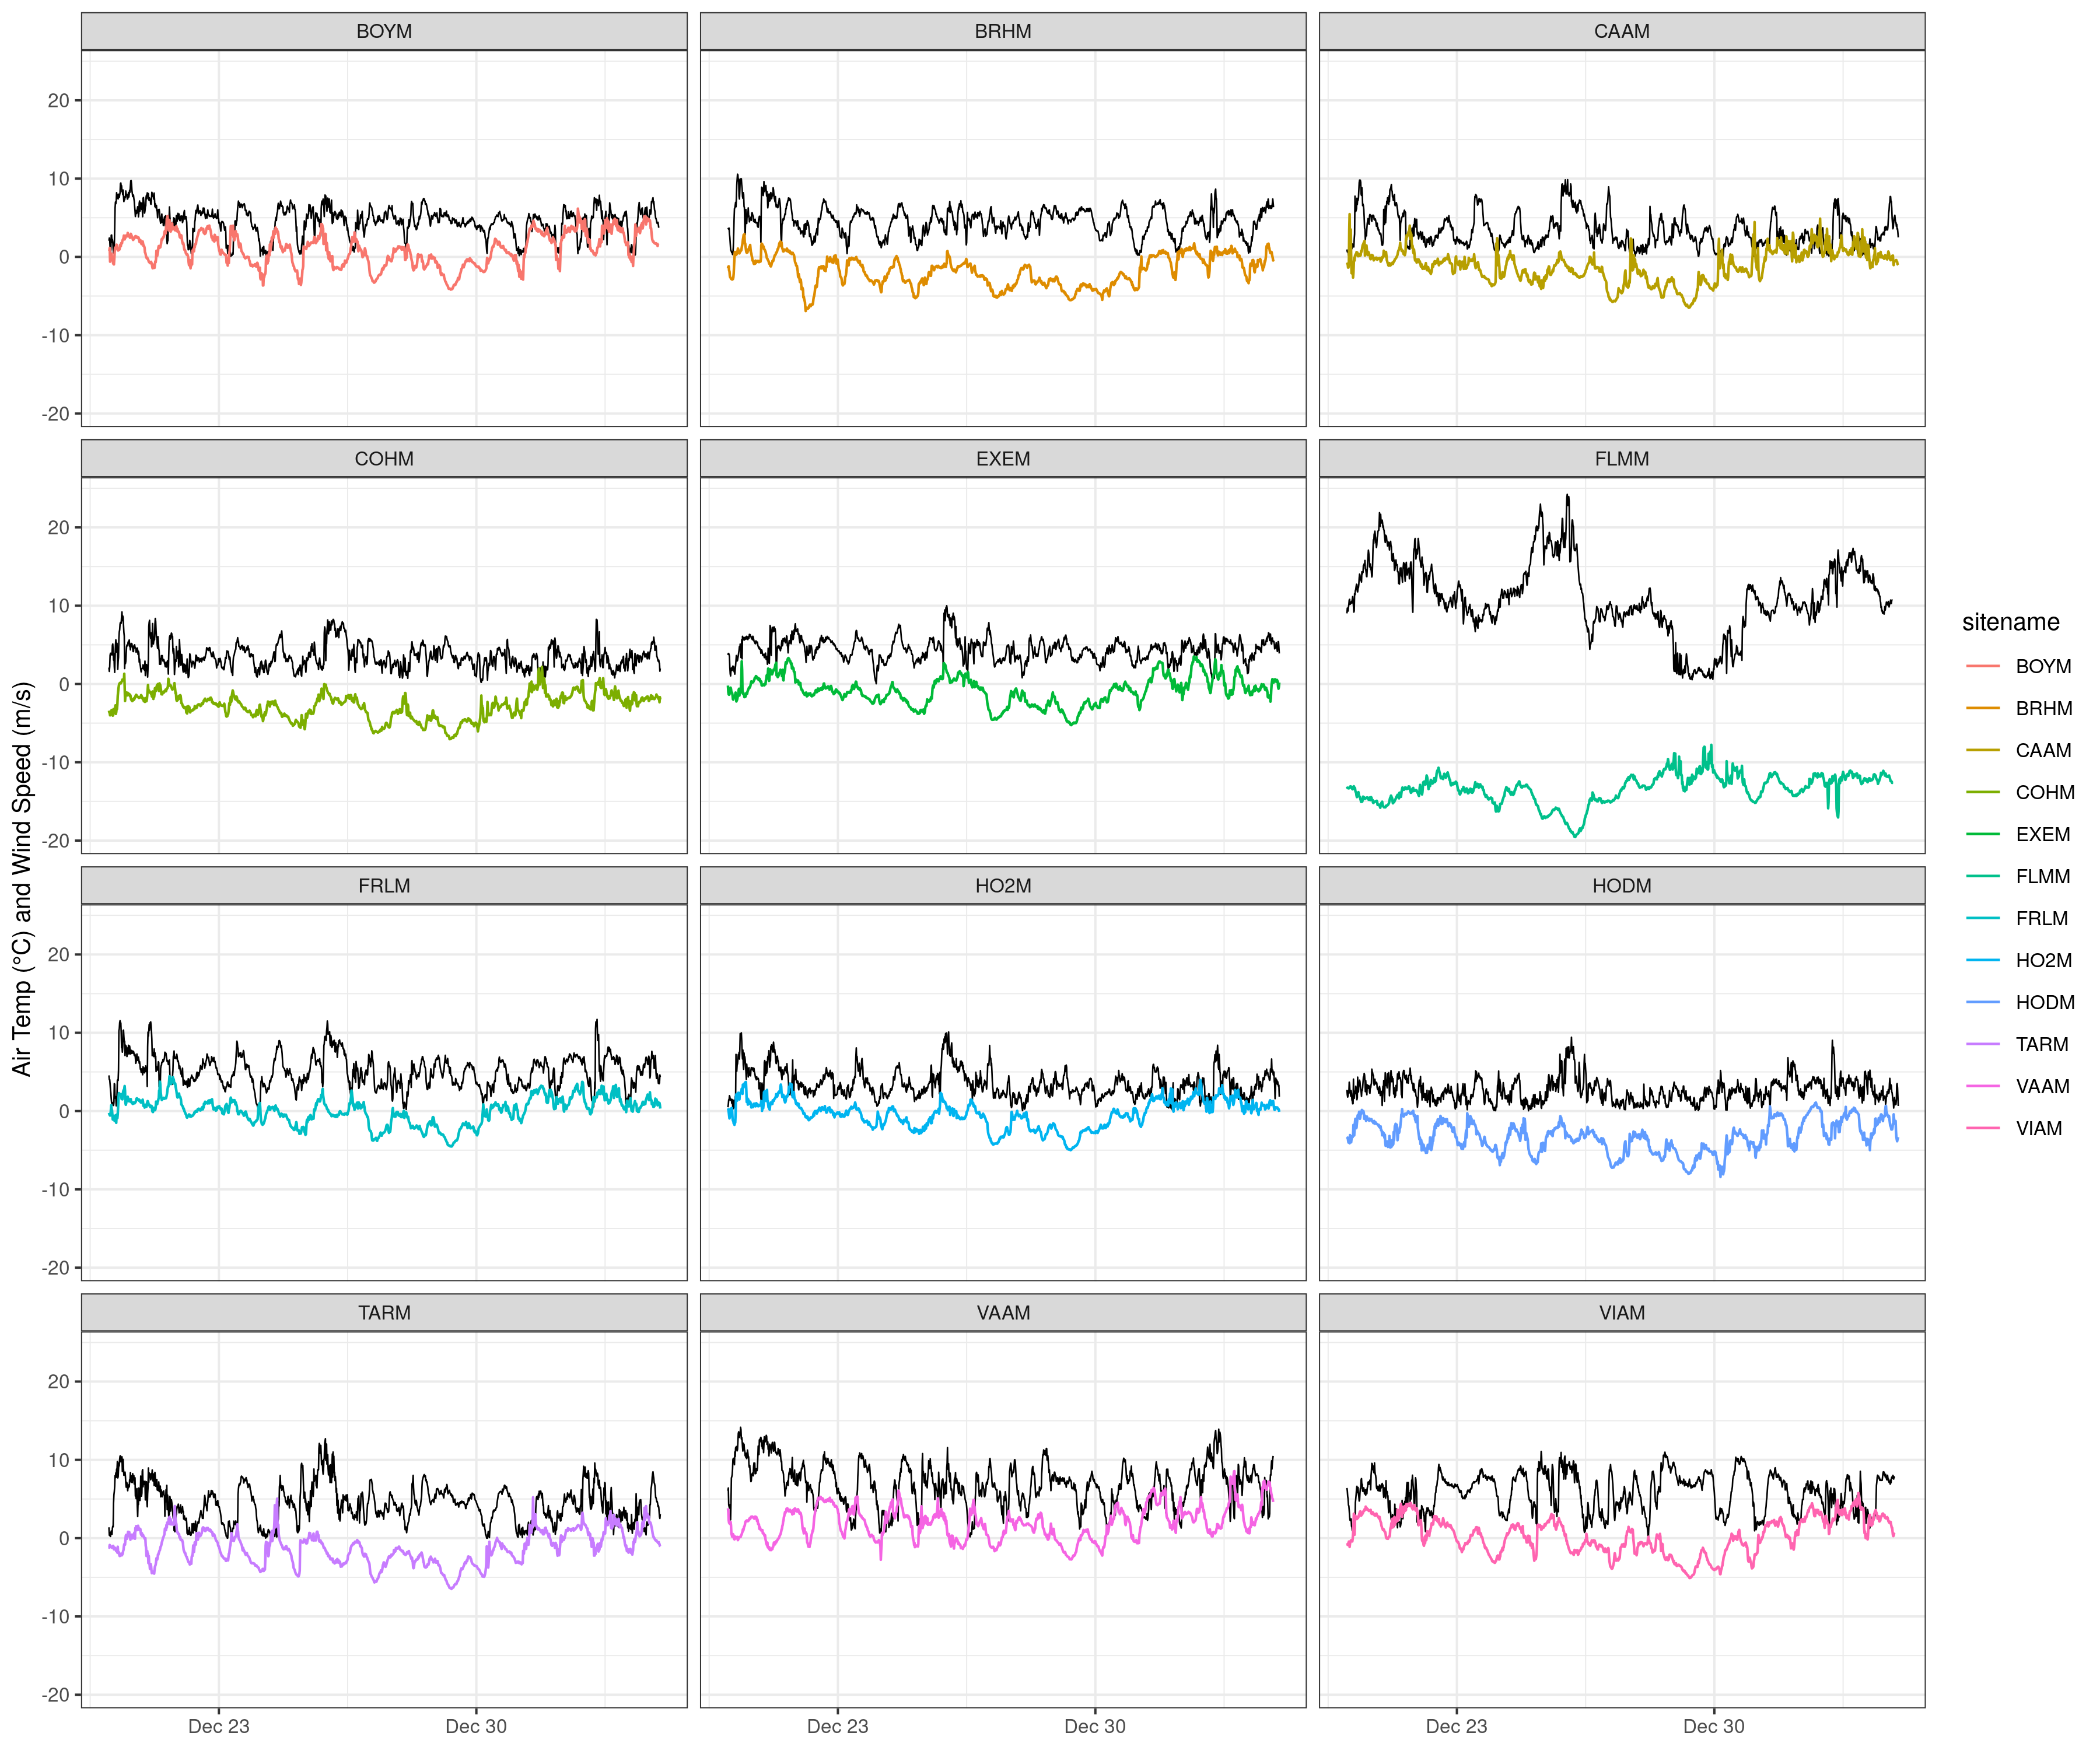 BOYM
BRHM
CAAM
20
10
0
-10
-20
COHM
EXEM
FLMM
20
10
0
-10
-20
FRLM
HO2M
HODM
20
10
0
-10
-20
TARM
VAAM
VIAM
20
10
0
-10
-20
Dec 23
Dec 30
Dec 23
Dec 30
Dec 23
Dec 30
Air Temp (°C) and Wind Speed (m/s)
sitename
BOYM
BRHM
CAAM
COHM
EXEM
FLMM
FRLM
HO2M
HODM
TARM
VAAM
VIAM